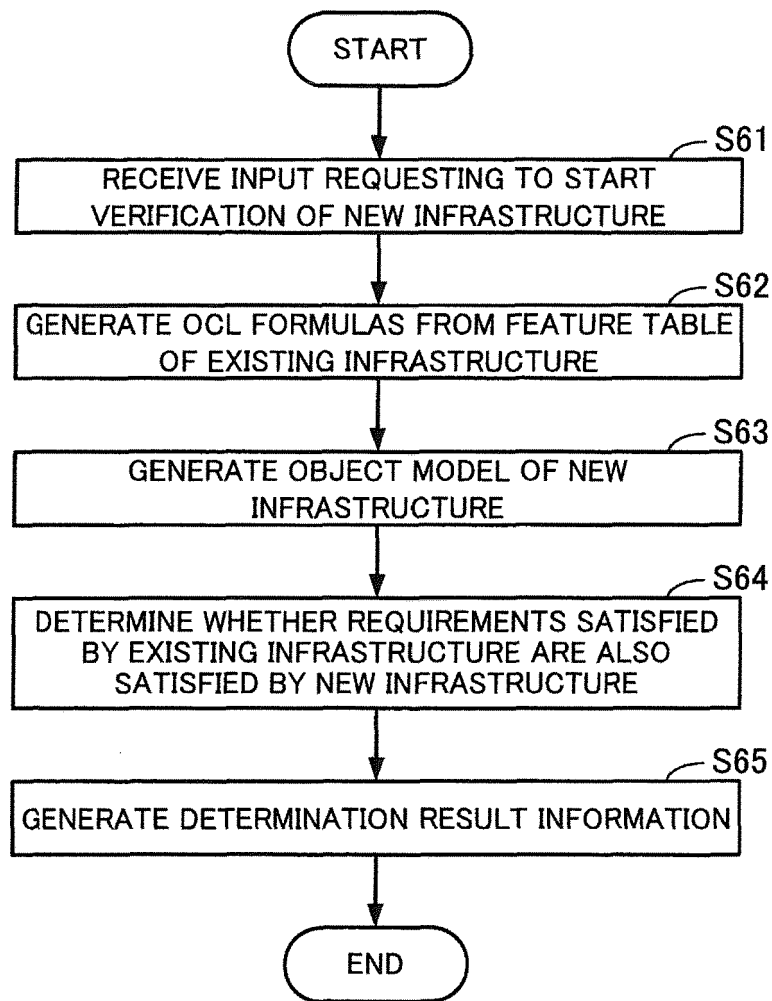 START
S61
RECEIVE INPUT REQUESTING TO START
VERIFICATION OF NEW INFRASTRUCTURE
S62
GENERATE OCL FORMULAS FROM FEATURE TABLE
OF EXISTING INFRASTRUCTURE
S63
GENERATE OBJECT MODEL OF NEW
INFRASTRUCTURE
S64
DETERMINE WHETHER REQUIREMENTS SATISFIED
BY EXISTING INFRASTRUCTURE ARE ALSO
SATISFIED BY NEW INFRASTRUCTURE
S65
GENERATE DETERMINATION RESULT INFORMATION
END